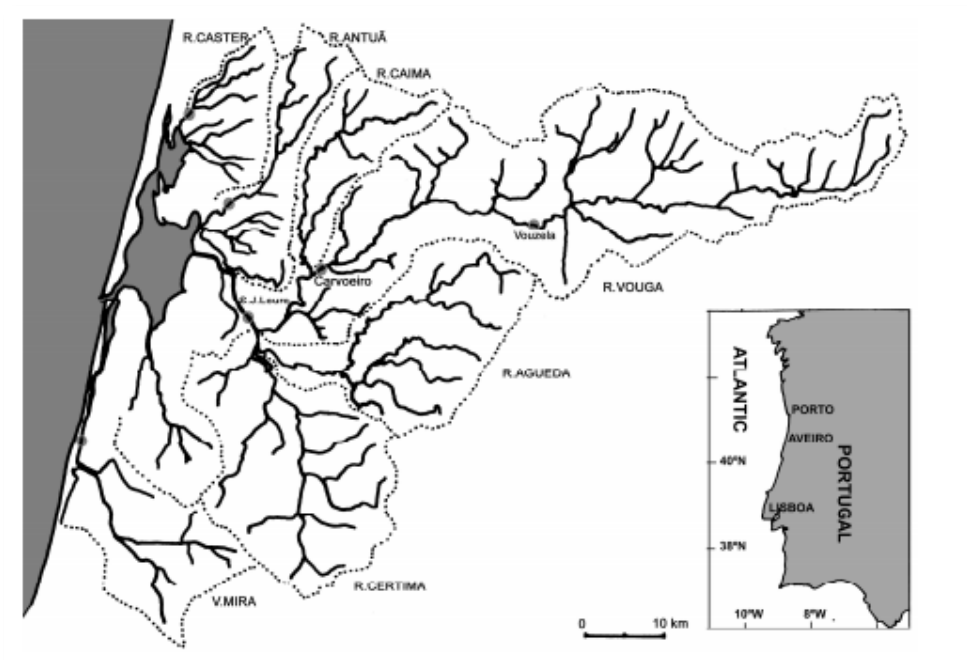 R.CASTER
R.ANTUÃ
R.CAIMA
Vouzela
Carvoeiro
S.J.Loure
R.VOUGA
R.AGUEDA
R.CERTIMA
V.MIRA
0 10 km
ATLANTIC
PORTO
AVEIRO
PORTUGAL
40ºN
LISBOA
38ºN
10ºW 8ºW